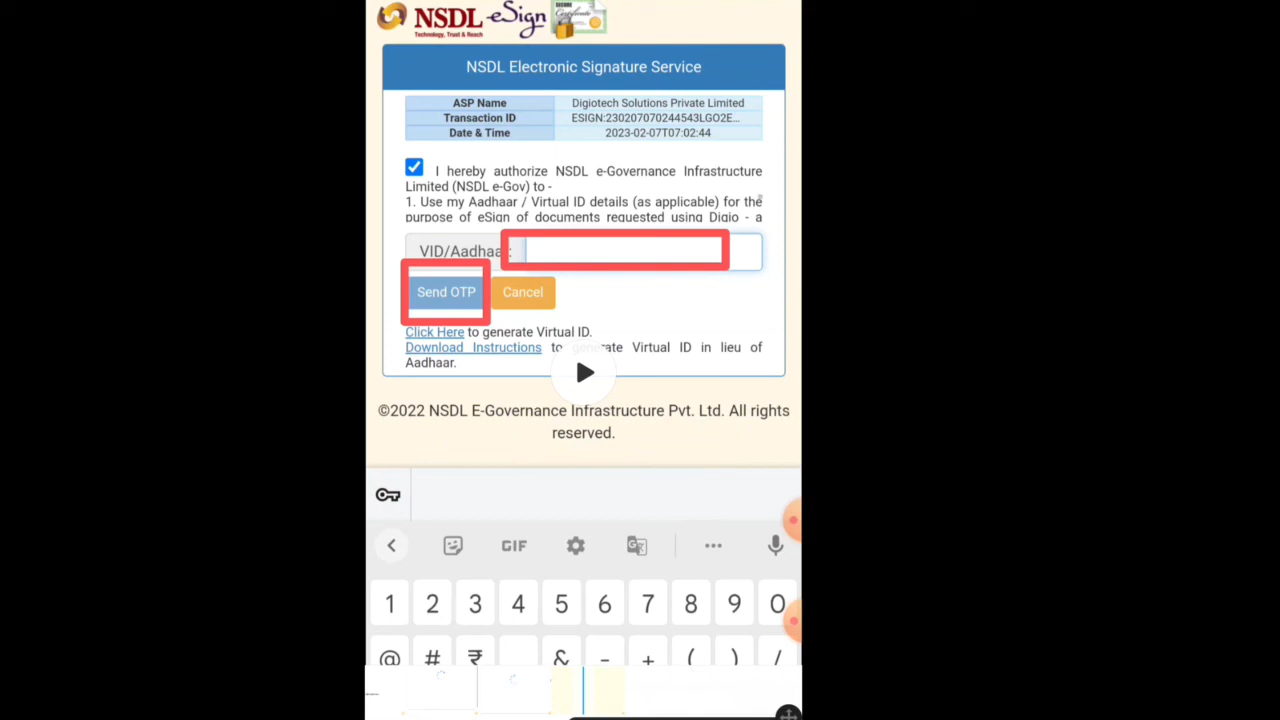 NSDL eSign
Technology, Trust & Reach
SECURE
Certificate
NSDL Electronic Signature Service
ASP Name Digiotech Solutions Private Limited
Transaction ID ESIGN:230207070244543LGO2E...
Date & Time 2023-02-07T07:02:44
I hereby authorize NSDL e-Governance Infrastructure
Limited (NSDL e-Gov) to -
1. Use my Aadhaar / Virtual ID details (as applicable) for the
purpose of eSign of documents requested using Digio - a
VID/Aadhaar:
Send OTP Cancel
Click Here to generate Virtual ID.
Download Instructions to generate Virtual ID in lieu of
Aadhaar.
©2022 NSDL E-Governance Infrastructure Pvt. Ltd. All rights
reserved.
GIF
1 2 3 4 5 6 7 8 9 0
@ # ₹ & - + ( ) /